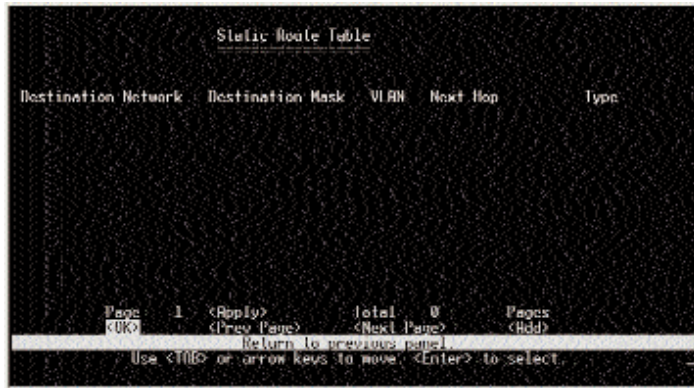 Static Route Table
Destination Network Destination Mask VLAN Next Hop Type
Page 1 <Apply> Total 0 Pages
<OK> <Prev Page> <Next Page> <Add>
Return to previous panel.
Use <TAB> or arrow keys to move. <Enter> to select.